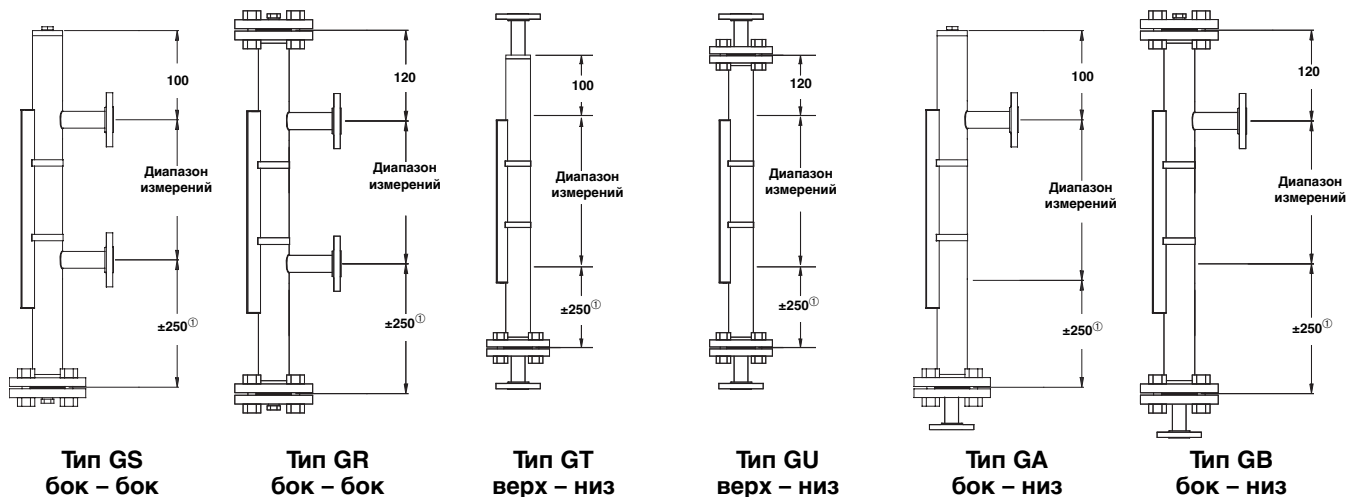 100
Диапазон
измерений
±250①
Тип GS
бок – бок
120
Диапазон
измерений
±250①
Тип GR
бок – бок
100
Диапазон
измерений
±250①
Тип GT
верх – низ
120
Диапазон
измерений
±250①
Тип GU
верх – низ
100
Диапазон
измерений
±250①
Тип GA
бок – низ
120
Диапазон
измерений
±250①
Тип GB
бок – низ